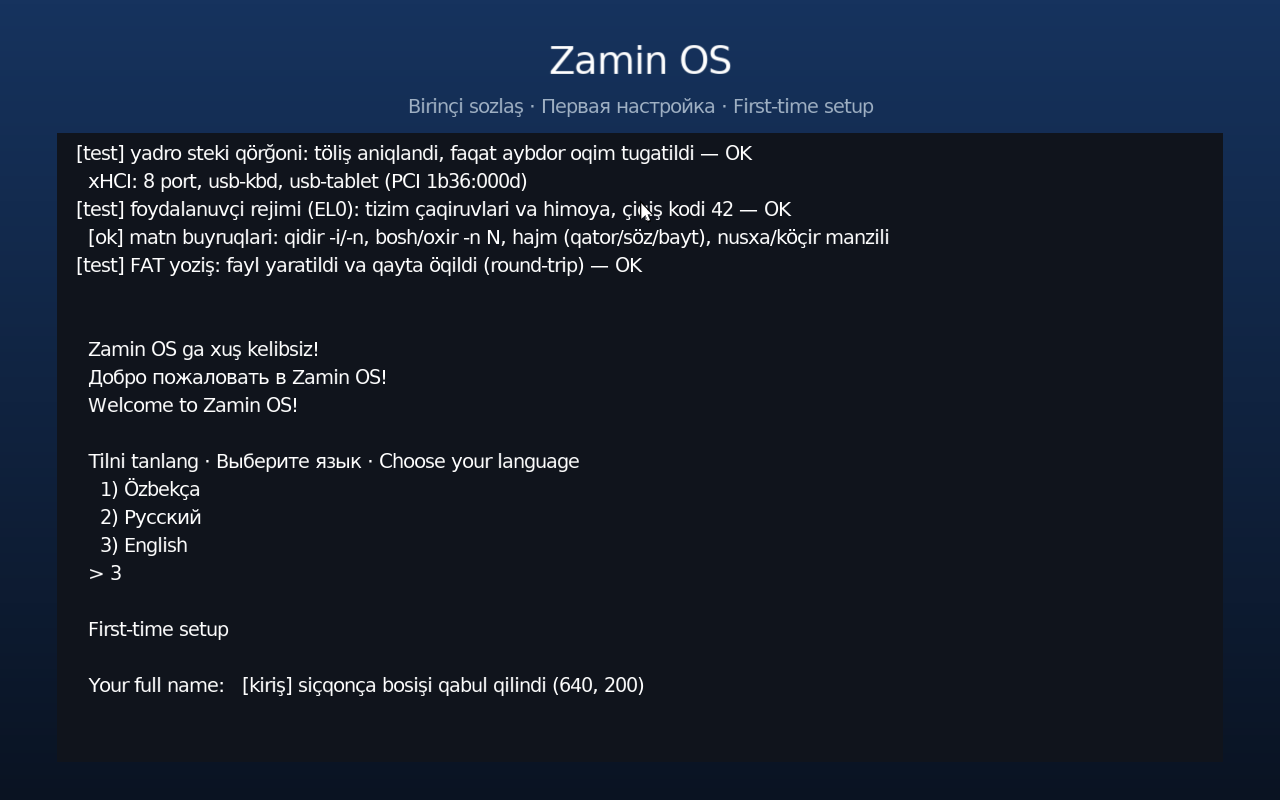 Zamin OS
Birinçi sozlaş · Первая настройка · First-time setup
[test] yadro steki qörğoni: töliş aniqlandi, faqat aybdor oqim tugatildi — OK
xHCI: 8 port, usb-kbd, usb-tablet (PCI 1b36:000d)
[test] foydalanuvçi rejimi (EL0): tizim çaqiruvlari va himoya, çiqiş kodi 42 — OK
[ok] matn buyruqlari: qidir -i/-n, bosh/oxir -n N, hajm (qator/söz/bayt), nusxa/köçir manzili
[test] FAT yoziş: fayl yaratildi va qayta öqildi (round-trip) — OK
Zamin OS ga xuş kelibsiz!
Добро пожаловать в Zamin OS!
Welcome to Zamin OS!
Tilni tanlang · Выберите язык · Choose your language
1) Özbekça
2) Русский
3) English
> 3
First-time setup
Your full name: [kiriş] siçqonça bosişi qabul qilindi (640, 200)